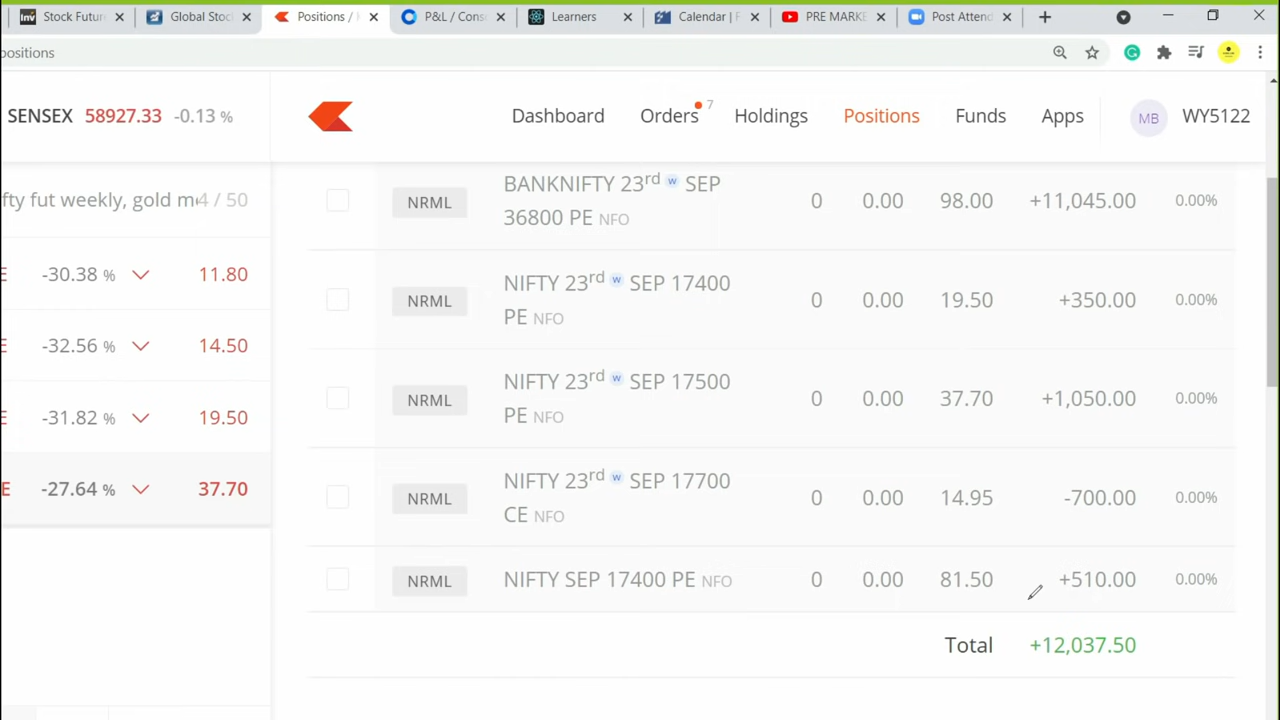 Stock Futur
Global Stoc
Positions /
P&L / Cons
Learners
Calendar | F
PRE MARKE
Post Attend
positions
SENSEX 58927.33 -0.13 %
Dashboard Orders 7 Holdings Positions Funds Apps MB WY5122
fty fut weekly, gold m 4 / 50
BANKNIFTY 23rd w SEP
36800 PE NFO
NRML 0 0.00 98.00 +11,045.00 0.00%
E -30.38 % 11.80
NIFTY 23rd w SEP 17400
PE NFO
NRML 0 0.00 19.50 +350.00 0.00%
E -32.56 % 14.50
NIFTY 23rd w SEP 17500
PE NFO
NRML 0 0.00 37.70 +1,050.00 0.00%
-31.82 % 19.50
NIFTY 23rd w SEP 17700
CE NFO
NRML 0 0.00 14.95 -700.00 0.00%
E -27.64 % 37.70
NRML NIFTY SEP 17400 PE NFO 0 0.00 81.50 +510.00 0.00%
Total +12,037.50